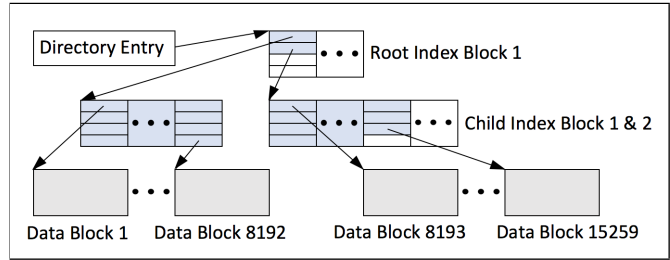 Directory Entry
Root Index Block 1
Child Index Block 1 & 2
Data Block 1
Data Block 8192
Data Block 8193
Data Block 15259